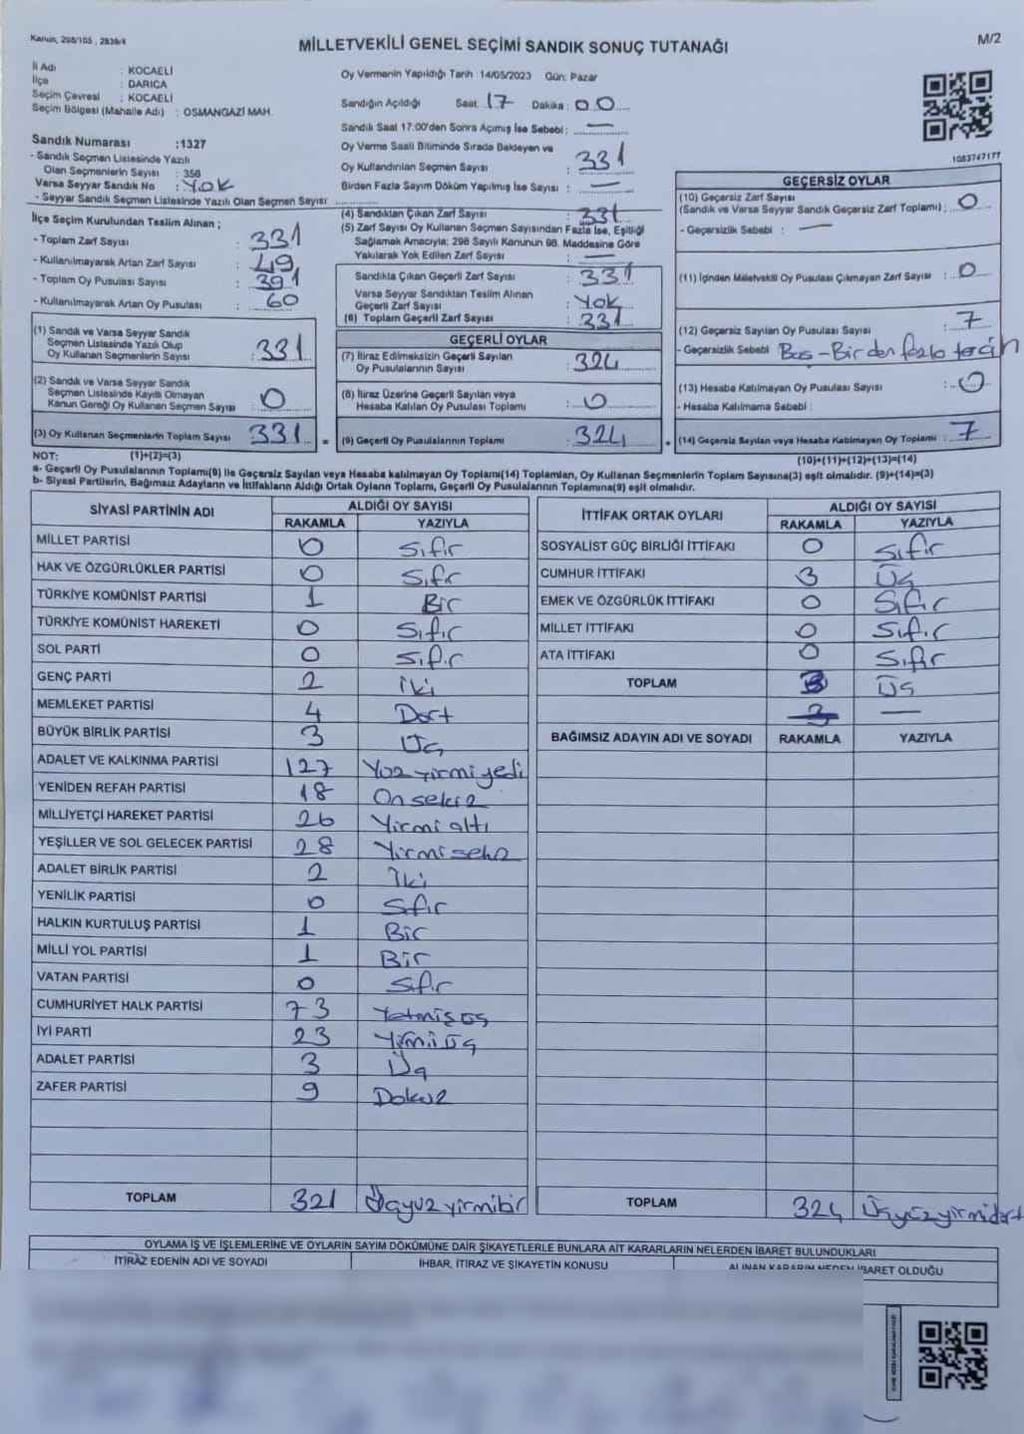 Kanun, 298/105 , 2839/4
MİLLETVEKİLİ GENEL SEÇİMİ SANDIK SONUÇ TUTANAĞI
M/2
İl Adı : KOCAELİ
İlçe : DARICA
Seçim Çevresi : KOCAELİ
Seçim Bölgesi (Mahalle Adı) : OSMANGAZİ MAH.
Oy Vermenin Yapıldığı Tarih 14/05/2023 Gün: Pazar
Sandığın Açıldığı Saat: 17 Dakika : 00
Sandık Saat 17:00'den Sonra Açılmış İse Sebebi : —
Sandık Numarası :1327
- Sandık Seçmen Listesinde Yazılı
Olan Seçmenlerin Sayısı : 356
Varsa Seyyar Sandık No : Yok
- Seyyar Sandık Seçmen Listesinde Yazılı Olan Seçmen Sayısı
Oy Verme Saati Bitiminde Sırada Bekleyen ve
Oy Kullandırılan Seçmen Sayısı : 331
Birden Fazla Sayım Döküm Yapılmış İse Sayısı : —
1083747177
İlçe Seçim Kurulundan Teslim Alınan ;
- Toplam Zarf Sayısı : 331
- Kullanılmayarak Artan Zarf Sayısı : 49
- Toplam Oy Pusulası Sayısı : 391
- Kullanılmayarak Artan Oy Pusulası : 60
(1) Sandık ve Varsa Seyyar Sandık
Seçmen Listesinde Yazılı Olup
Oy Kullanan Seçmenlerin Sayısı : 331
(2) Sandık ve Varsa Seyyar Sandık
Seçmen Listesinde Kaydı Olmayan
Kanun Gereği Oy Kullanan Seçmen Sayısı 0
(3) Oy Kullanan Seçmenlerin Toplam Sayısı 331
(4) Sandıktan Çıkan Zarf Sayısı : 331
(5) Zarf Sayısı Oy Kullanan Seçmen Sayısından Fazla İse, Eşitliği
Sağlamak Amacıyla; 298 Sayılı Kanunun 98. Maddesine Göre
Yakılarak Yok Edilen Zarf Sayısı : —
Sandıkta Çıkan Geçerli Zarf Sayısı : 331
Varsa Seyyar Sandıktan Teslim Alınan
Geçerli Zarf Sayısı : Yok
(6) Toplam Geçerli Zarf Sayısı : 331
GEÇERLİ OYLAR
(7) İtiraz Edilmeksizin Geçerli Sayılan
Oy Pusulalarının Sayısı : 324
(8) İtiraz Üzerine Geçerli Sayılan veya
Hesaba Katılan Oy Pusulası Toplamı : 0
(9) Geçerli Oy Pusulalarının Toplamı : 324
GEÇERSİZ OYLAR
(10) Geçersiz Zarf Sayısı
(Sandık ve Varsa Seyyar Sandık Geçersiz Zarf Toplamı) : 0
- Geçersizlik Sebebi : —
(11) İçinden Milletvekili Oy Pusulası Çıkmayan Zarf Sayısı : 0
(12) Geçersiz Sayılan Oy Pusulası Sayısı : 7
- Geçersizlik Sebebi Boş - Birden fazla tercih
(13) Hesaba Katılmayan Oy Pusulası Sayısı : 0
- Hesaba Katılmama Sebebi :
(14) Geçersiz Sayılan veya Hesaba Katılmayan Oy Toplamı : 7
NOT: (1)+(2)=(3)
(10)+(11)+(12)+(13)=(14)
a- Geçerli Oy Pusulalarının Toplamı(9) ile Geçersiz Sayılan veya Hesaba katılmayan Oy Toplamı(14) Toplamları, Oy Kullanan Seçmenlerin Toplam Sayısına(3) eşit olmalıdır. (9)+(14)=(3)
b- Siyasi Partilerin, Bağımsız Adayların ve İttifakların Aldığı Ortak Oyların Toplamı, Geçerli Oy Pusulalarının Toplamına(9) eşit olmalıdır.
SİYASİ PARTİNİN ADI ALDIĞI OY SAYISI
RAKAMLA YAZIYLA
MİLLET PARTİSİ 0 Sıfır
HAK VE ÖZGÜRLÜKLER PARTİSİ 0 Sıfr
TÜRKİYE KOMÜNİST PARTİSİ 1 Bir
TÜRKİYE KOMÜNİST HAREKETİ 0 Sıfır
SOL PARTİ 0 Sıfır
GENÇ PARTİ 2 İki
MEMLEKET PARTİSİ 4 Dört
BÜYÜK BİRLİK PARTİSİ 3 Üç
ADALET VE KALKINMA PARTİSİ 127 Yüz yirmi yedi
YENİDEN REFAH PARTİSİ 18 On sekiz
MİLLİYETÇİ HAREKET PARTİSİ 26 Yirmi altı
YEŞİLLER VE SOL GELECEK PARTİSİ 28 Yirmi sekiz
ADALET BİRLİK PARTİSİ 2 İki
YENİLİK PARTİSİ 0 Sıfır
HALKIN KURTULUŞ PARTİSİ 1 Bir
MİLLİ YOL PARTİSİ 1 Bir
VATAN PARTİSİ 0 Sıfır
CUMHURİYET HALK PARTİSİ 73 Yetmiş üç
İYİ PARTİ 23 Yirmi üç
ADALET PARTİSİ 3 Üç
ZAFER PARTİSİ 9 Dokuz
TOPLAM 321 Üçyüz yirmibir
İTTİFAK ORTAK OYLARI ALDIĞI OY SAYISI
RAKAMLA YAZIYLA
SOSYALİST GÜÇ BİRLİĞİ İTTİFAKI 0 Sıfır
CUMHUR İTTİFAKI 3 Üç
EMEK VE ÖZGÜRLÜK İTTİFAKI 0 Sıfır
MİLLET İTTİFAKI 0 Sıfır
ATA İTTİFAKI 0 Sıfır
TOPLAM 3 Üç
3 —
BAĞIMSIZ ADAYIN ADI VE SOYADI RAKAMLA YAZIYLA
TOPLAM 324 Üçyüzyirmidört
OYLAMA İŞ VE İŞLEMLERİNE VE OYLARIN SAYIM DÖKÜMÜNE DAİR ŞİKAYETLERLE BUNLARA AİT KARARLARIN NELERDEN İBARET BULUNDUKLARI
İTİRAZ EDENİN ADI VE SOYADI İHBAR, İTİRAZ VE ŞİKAYETİN KONUSU ALINAN KARARIN NEDEN İBARET OLDUĞU